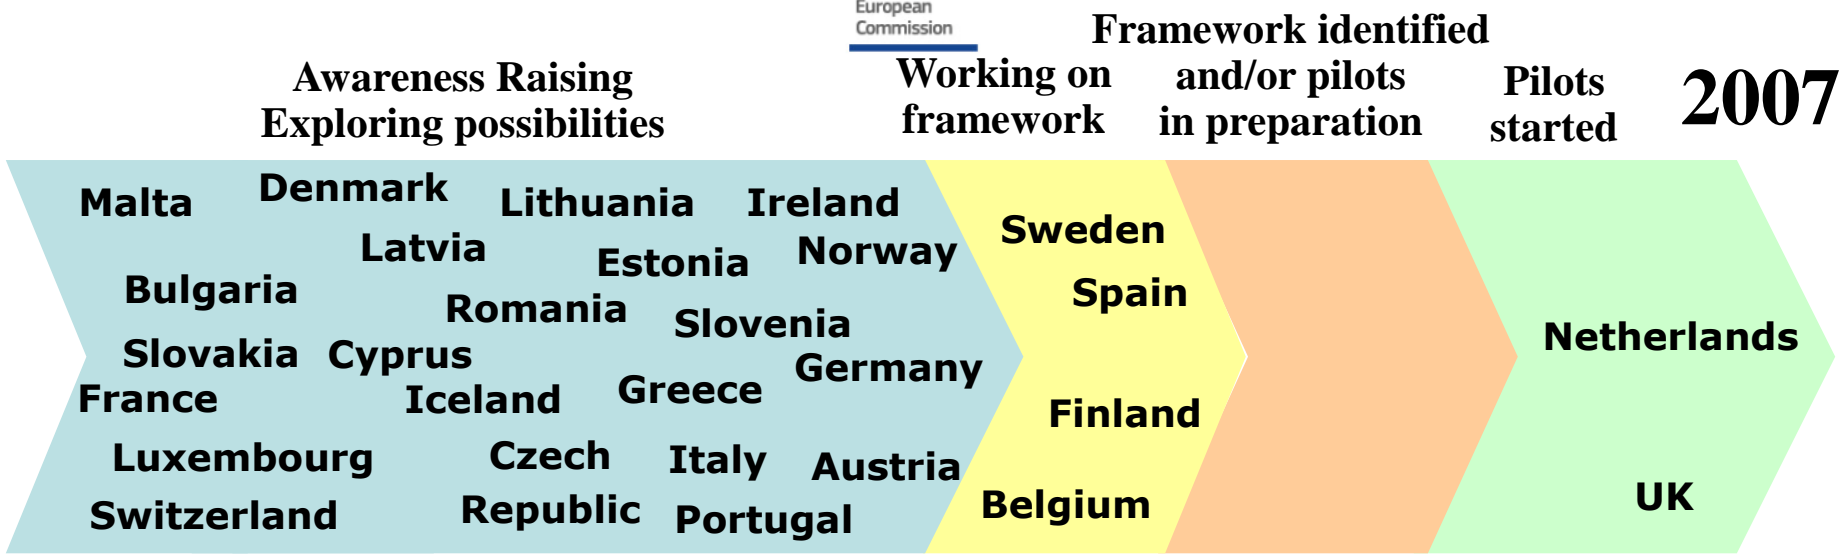 European
Commission
Awareness Raising
Exploring possibilities
Working on
framework
Framework identified
and/or pilots
in preparation
Pilots
started
2007
Malta
Denmark
Lithuania
Ireland
Latvia
Estonia
Norway
Bulgaria
Romania
Slovenia
Slovakia
Cyprus
Germany
France
Iceland
Greece
Luxembourg
Czech
Republic
Italy
Austria
Switzerland
Portugal
Sweden
Spain
Finland
Belgium
Netherlands
UK